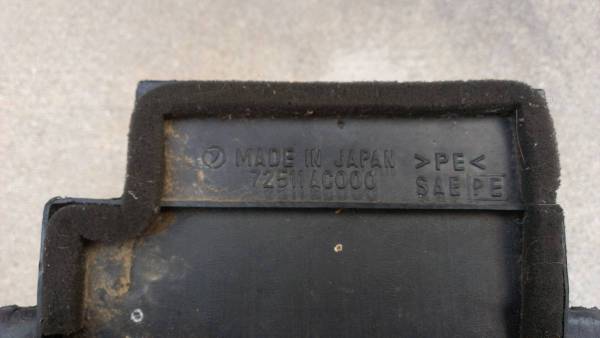 MADE IN JAPAN >PE<
72511AC000 SAE PE